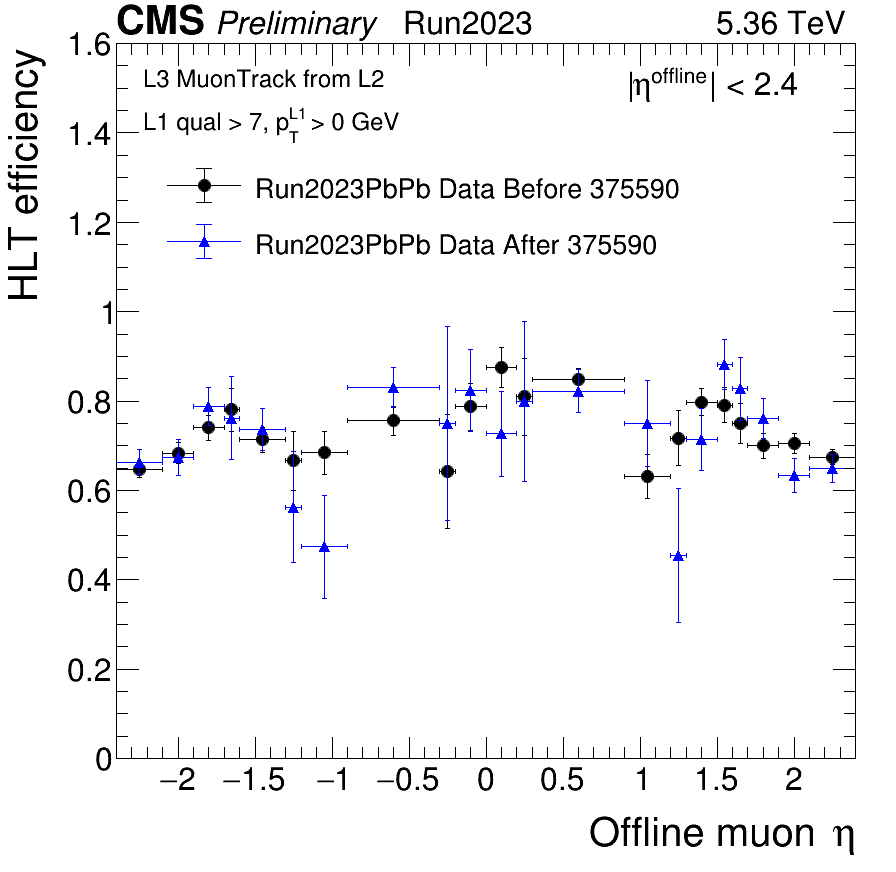 CMS Preliminary Run2023 5.36 TeV
L3 MuonTrack from L2
|η^offline| < 2.4
L1 qual > 7, p_T^L1 > 0 GeV
Run2023PbPb Data Before 375590
Run2023PbPb Data After 375590
HLT efficiency
1.6
1.4
1.2
1
0.8
0.6
0.4
0.2
0
−2 −1.5 −1 −0.5 0 0.5 1 1.5 2
Offline muon η